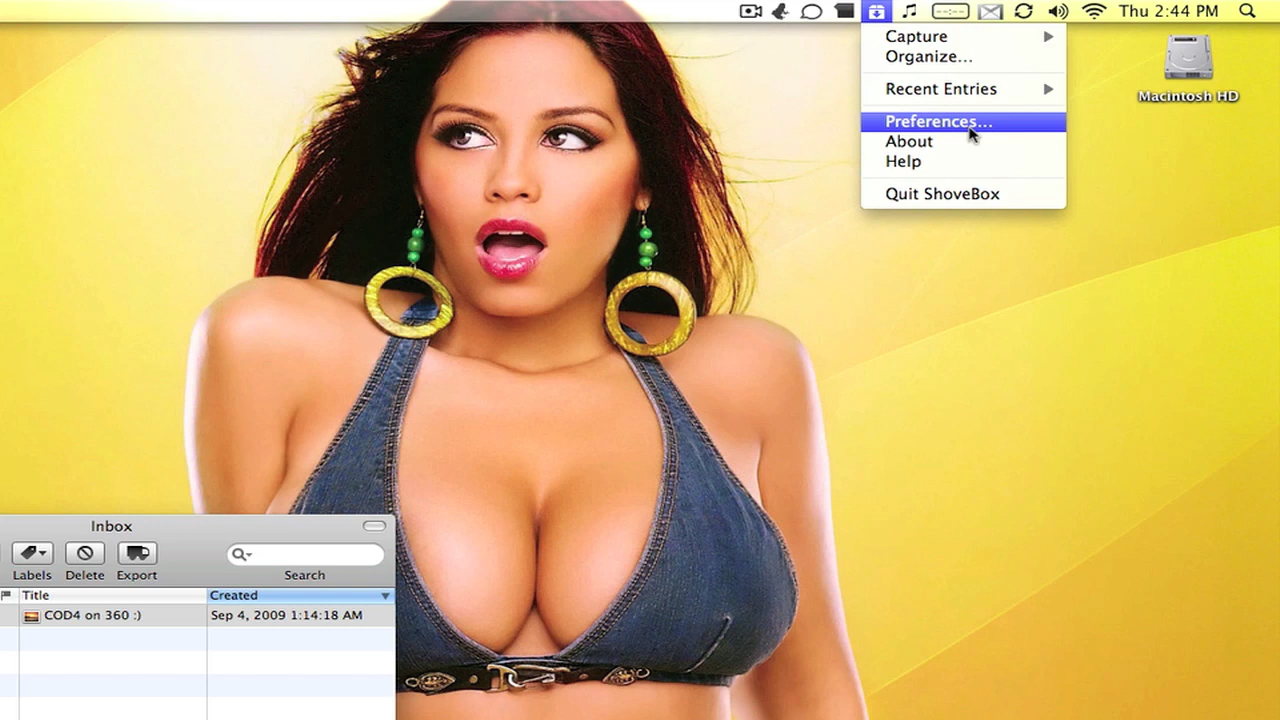 Thu 2:44 PM
Capture
Organize...
Recent Entries
Preferences...
About
Help
Quit ShoveBox
Macintosh HD
Inbox
Labels Delete Export Search
Title Created
COD4 on 360 :) Sep 4, 2009 1:14:18 AM